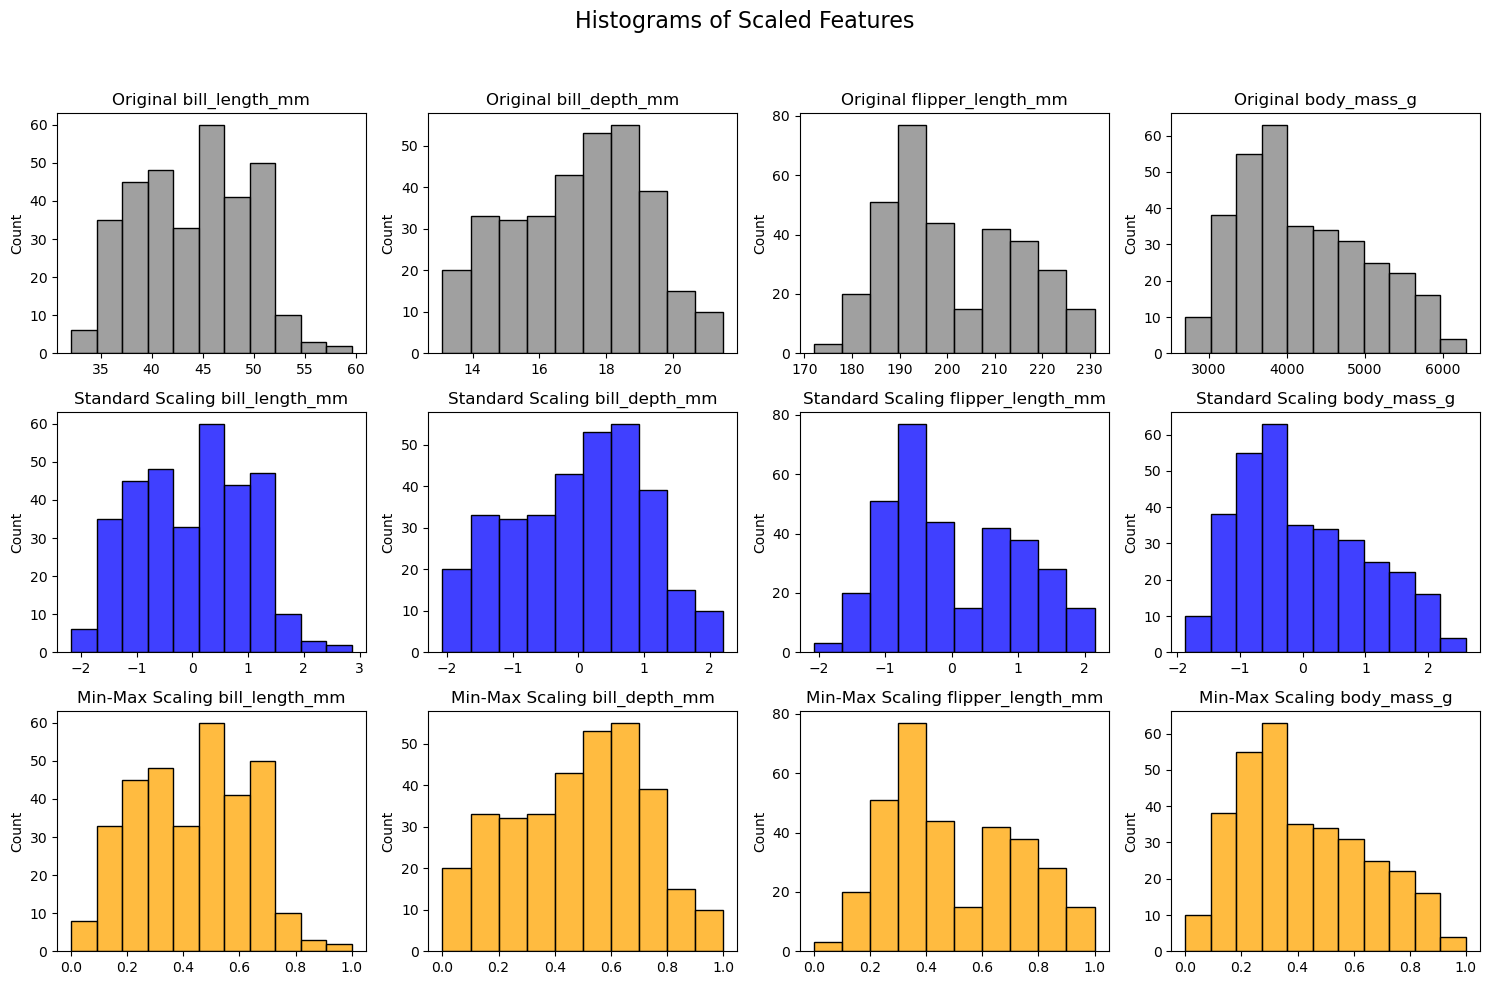 Histograms of Scaled Features
Original bill_length_mm
Original bill_depth_mm
Original flipper_length_mm
Original body_mass_g
Count
60
50
40
30
20
10
0
35 40 45 50 55 60
Count
50
40
30
20
10
0
14 16 18 20
Count
80
60
40
20
0
170 180 190 200 210 220 230
Count
60
50
40
30
20
10
0
3000 4000 5000 6000
Standard Scaling bill_length_mm
Standard Scaling bill_depth_mm
Standard Scaling flipper_length_mm
Standard Scaling body_mass_g
Count
60
50
40
30
20
10
0
−2 −1 0 1 2 3
Count
50
40
30
20
10
0
−2 −1 0 1 2
Count
80
60
40
20
0
−2 −1 0 1 2
Count
60
50
40
30
20
10
0
−2 −1 0 1 2
Min-Max Scaling bill_length_mm
Min-Max Scaling bill_depth_mm
Min-Max Scaling flipper_length_mm
Min-Max Scaling body_mass_g
Count
60
50
40
30
20
10
0
0.0 0.2 0.4 0.6 0.8 1.0
Count
50
40
30
20
10
0
0.0 0.2 0.4 0.6 0.8 1.0
Count
80
60
40
20
0
0.0 0.2 0.4 0.6 0.8 1.0
Count
60
50
40
30
20
10
0
0.0 0.2 0.4 0.6 0.8 1.0